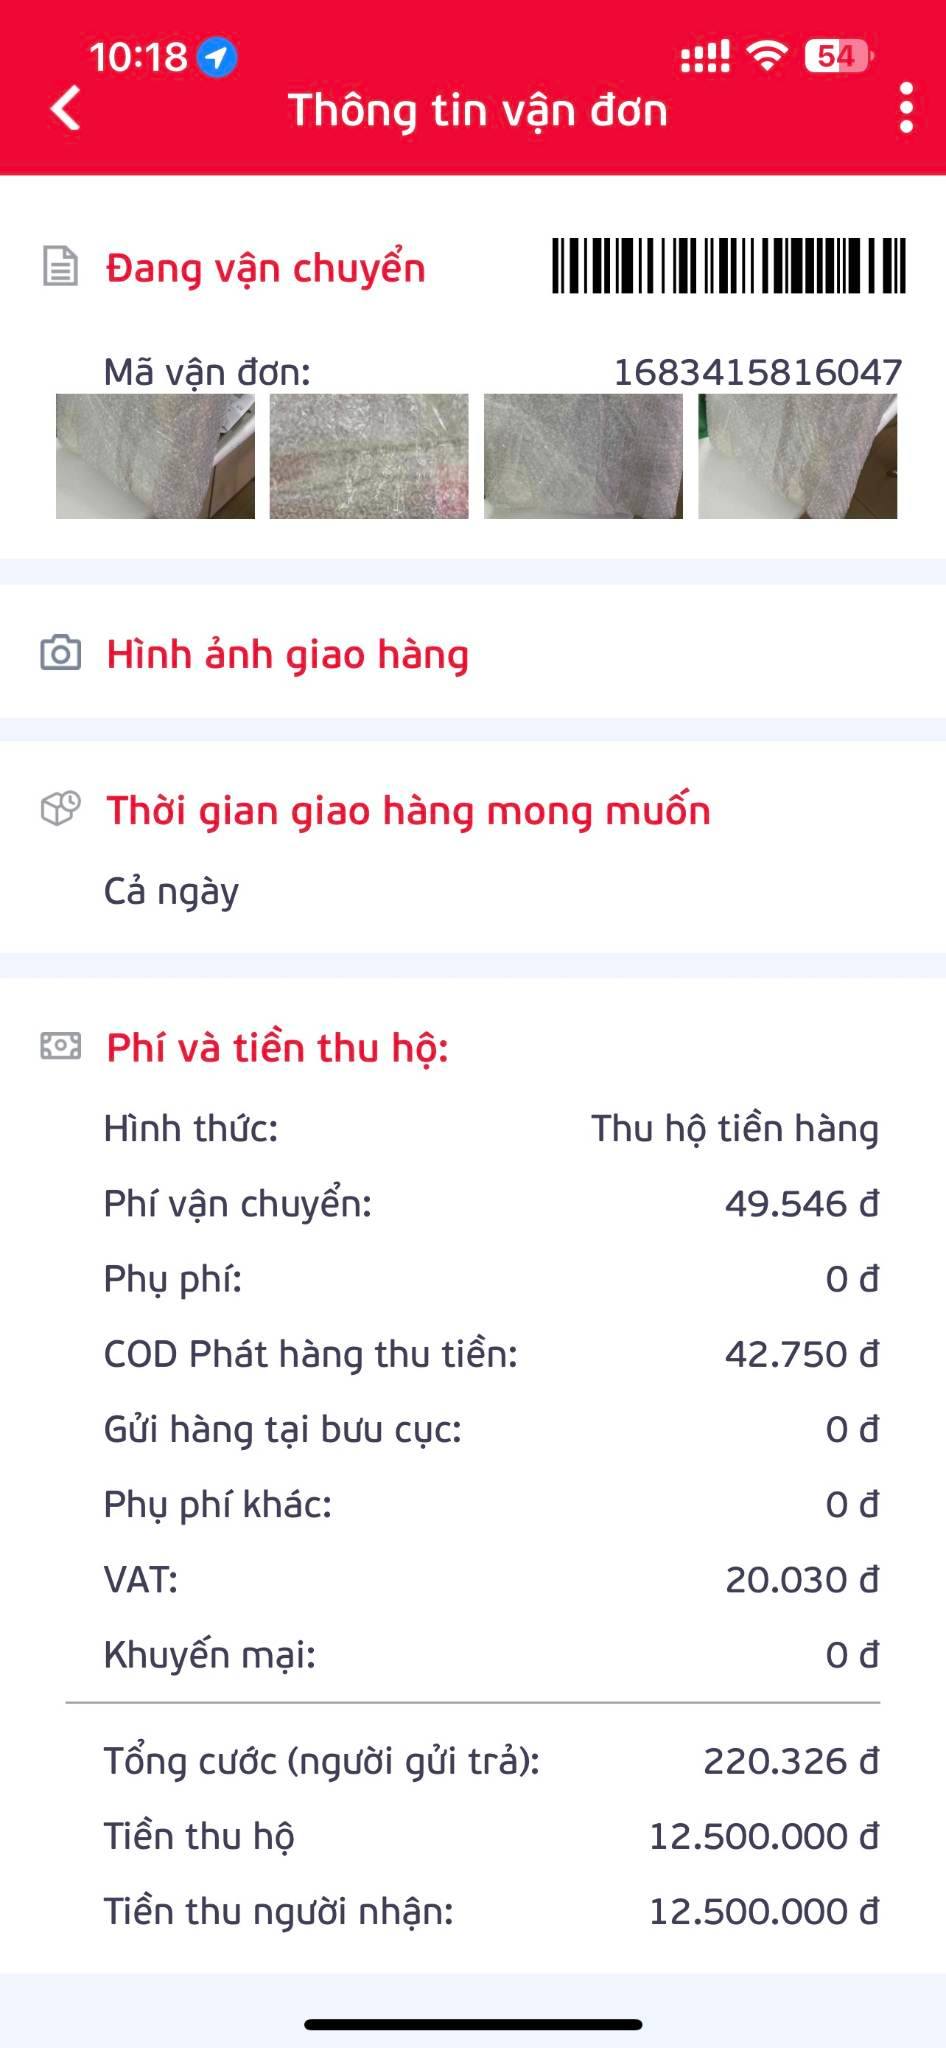 10:18
54
Thông tin vận đơn
Đang vận chuyển
Mã vận đơn: 1683415816047
Hình ảnh giao hàng
Thời gian giao hàng mong muốn
Cả ngày
Phí và tiền thu hộ:
Hình thức: Thu hộ tiền hàng
Phí vận chuyển: 49.546 đ
Phụ phí: 0 đ
COD Phát hàng thu tiền: 42.750 đ
Gửi hàng tại bưu cục: 0 đ
Phụ phí khác: 0 đ
VAT: 20.030 đ
Khuyến mại: 0 đ
Tổng cước (người gửi trả): 220.326 đ
Tiền thu hộ 12.500.000 đ
Tiền thu người nhận: 12.500.000 đ